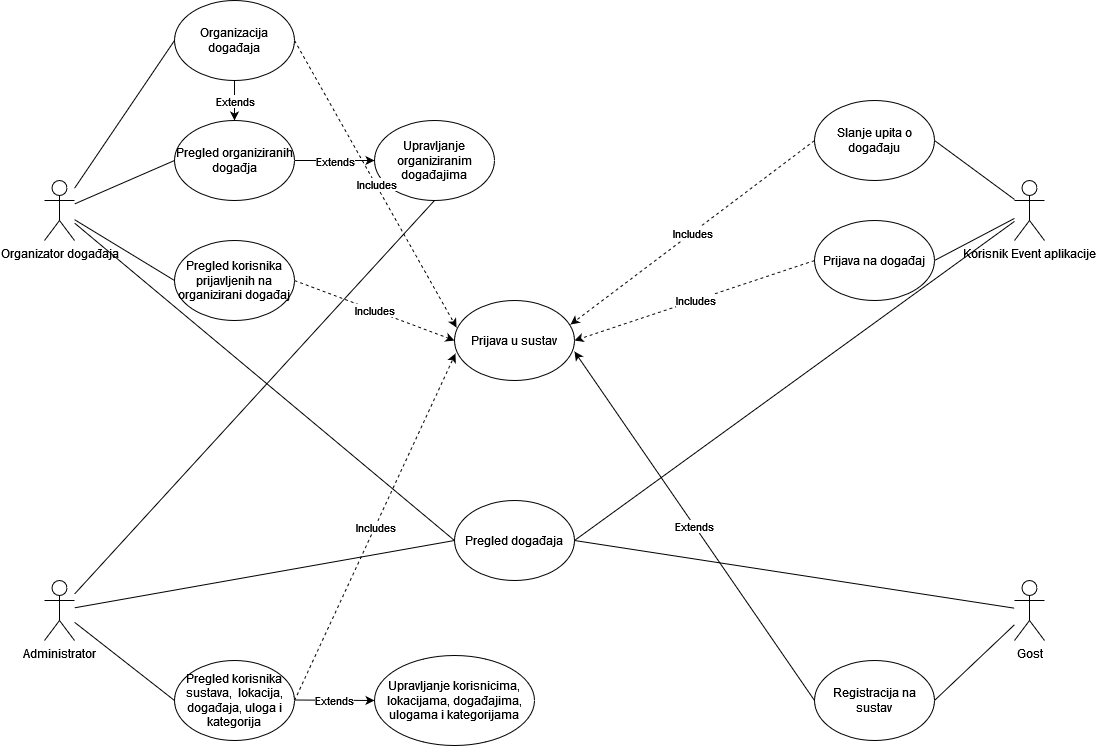 Organizacija
događaja
Extends
Pregled organiziranih
događja
Extends
Upravljanje
organiziranim
događajima
Includes
Slanje upita o
događaju
Includes
Organizator događaja
Pregled korisnika
prijavljenih na
organizirani događaj
Includes
Prijava na događaj
Includes
Korisnik Event aplikacije
Prijava u sustav
Includes
Extends
Pregled događaja
Administrator
Pregled korisnika
sustava, lokacija,
događaja, uloga i
kategorija
Extends
Upravljanje korisnicima,
lokacijama, događajima,
ulogama i kategorijama
Gost
Registracija na
sustav